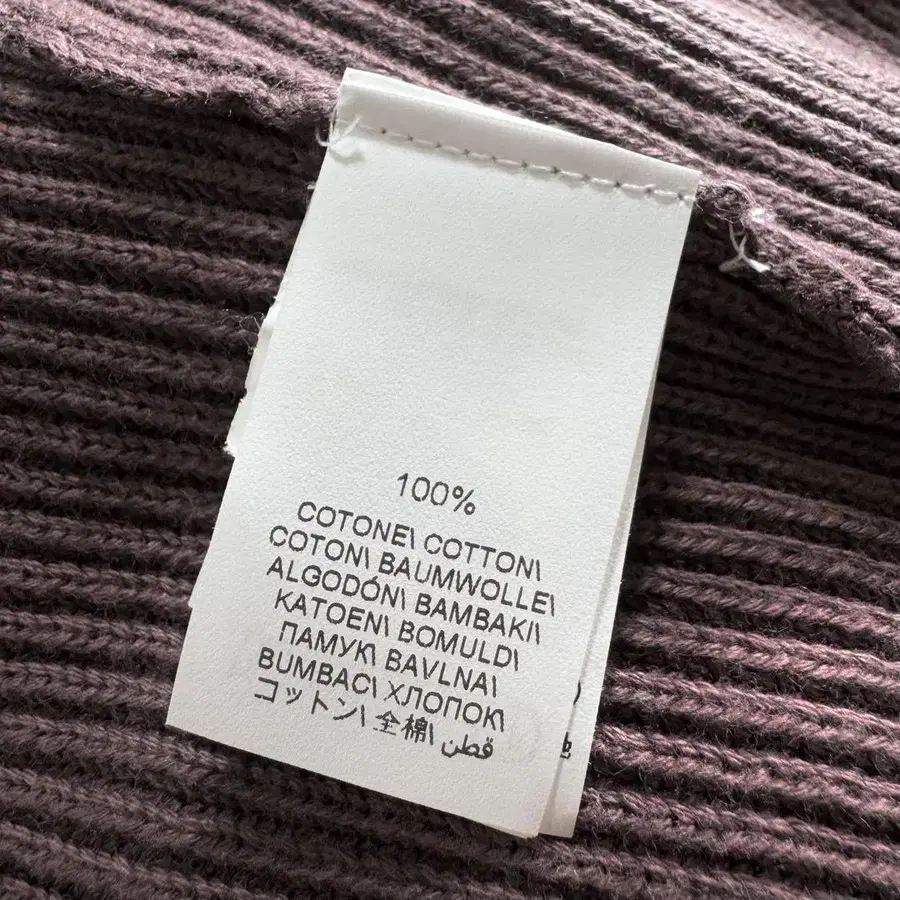 100%
COTONE\ COTTON\
COTON\ BAUMWOLLE\
ALGODÓN\ BAMBAKI\
KATOEN\ BOMULD\
ПАМУК\ BAVLNA\
BUMBAC\ ХЛОПОК\
コットン\ 全棉\ قطن